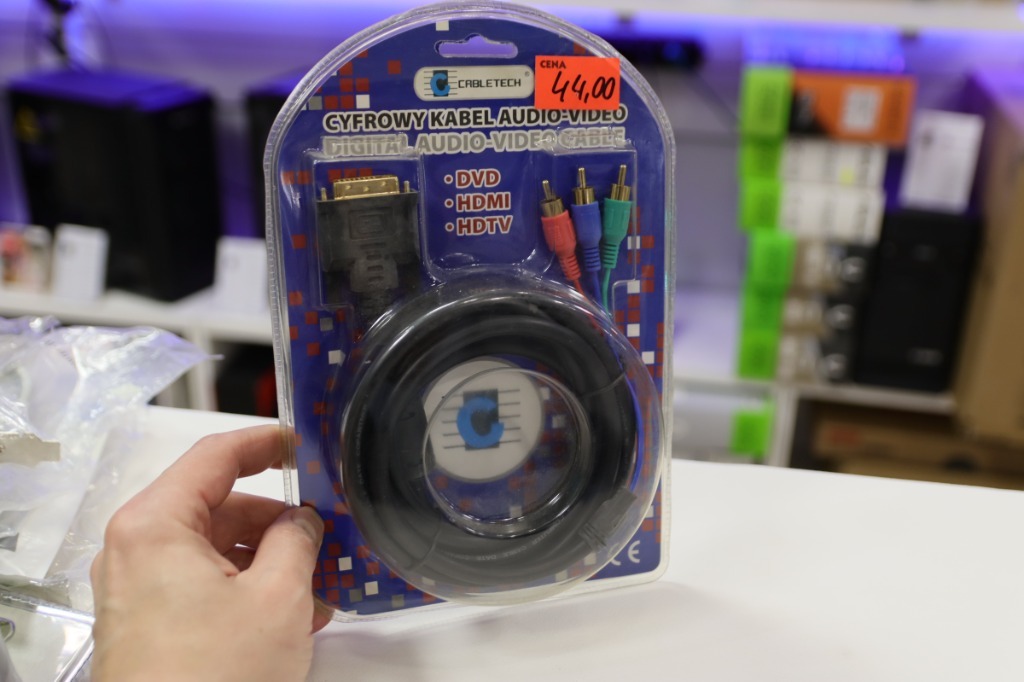 CABLETECH®
CENA
44,00
CYFROWY KABEL AUDIO-VIDEO
DIGITAL AUDIO-VIDEO CABLE
•DVD
•HDMI
•HDTV
CE